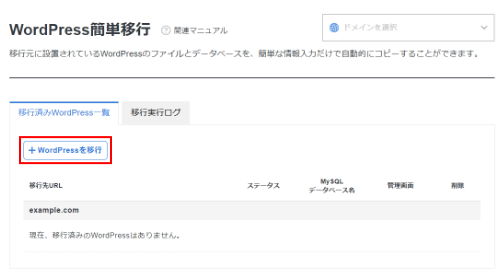 WordPress簡単移行 ? 関連マニュアル
ドメインを選択
移行元に設置されているWordPressのファイルとデータベースを、簡単な情報入力だけで自動的にコピーすることができます。
移行済みWordPress一覧 移行実行ログ
+ WordPressを移行
移行先URL ステータス MySQL データベース名 管理画面 削除
example.com
現在、移行済みのWordPressはありません。